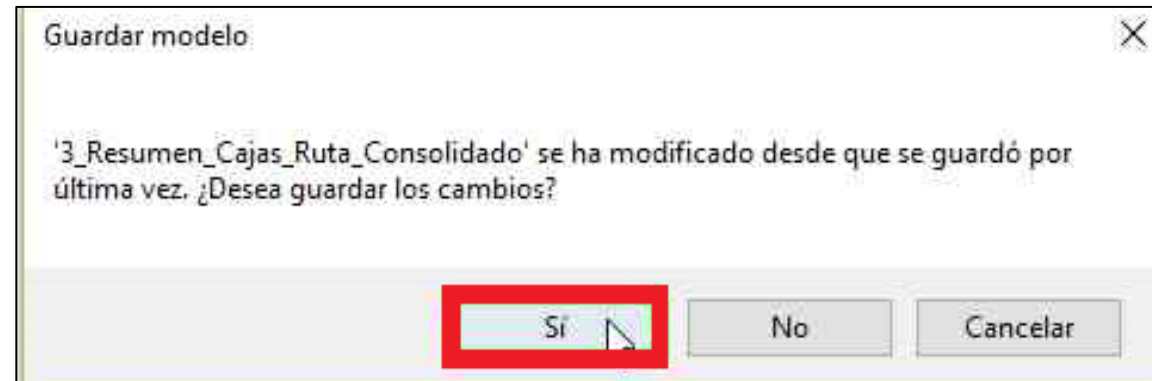 Guardar modelo
'3_Resumen_Cajas_Ruta_Consolidado' se ha modificado desde que se guardó por
última vez. ¿Desea guardar los cambios?
Sí No Cancelar